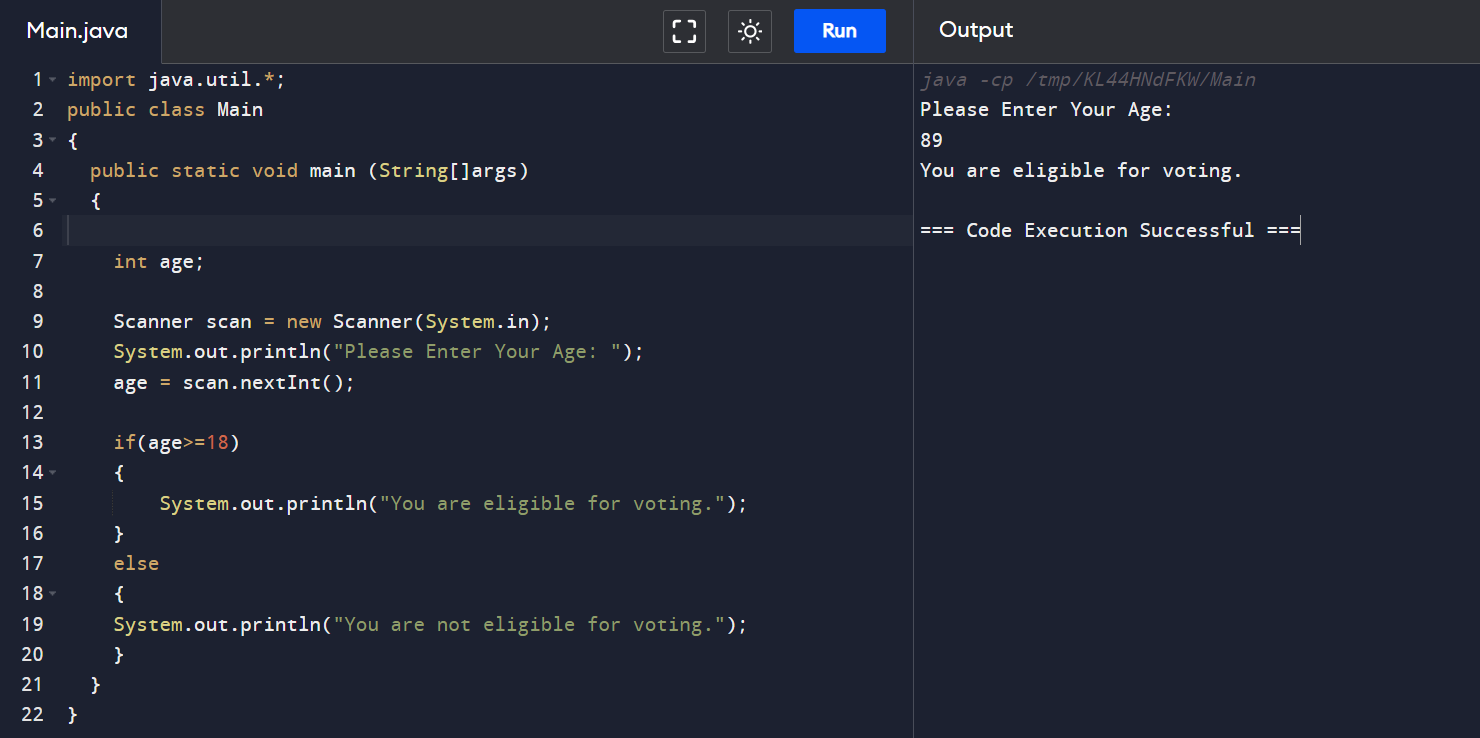 Main.java
Run
Output
1 import java.util.*;
2 public class Main
3 {
4 public static void main (String[]args)
5 {
6
7 int age;
8
9 Scanner scan = new Scanner(System.in);
10 System.out.println("Please Enter Your Age: ");
11 age = scan.nextInt();
12
13 if(age>=18)
14 {
15 System.out.println("You are eligible for voting.");
16 }
17 else
18 {
19 System.out.println("You are not eligible for voting.");
20 }
21 }
22 }
java -cp /tmp/KL44HNdFKW/Main
Please Enter Your Age:
89
You are eligible for voting.
=== Code Execution Successful ===